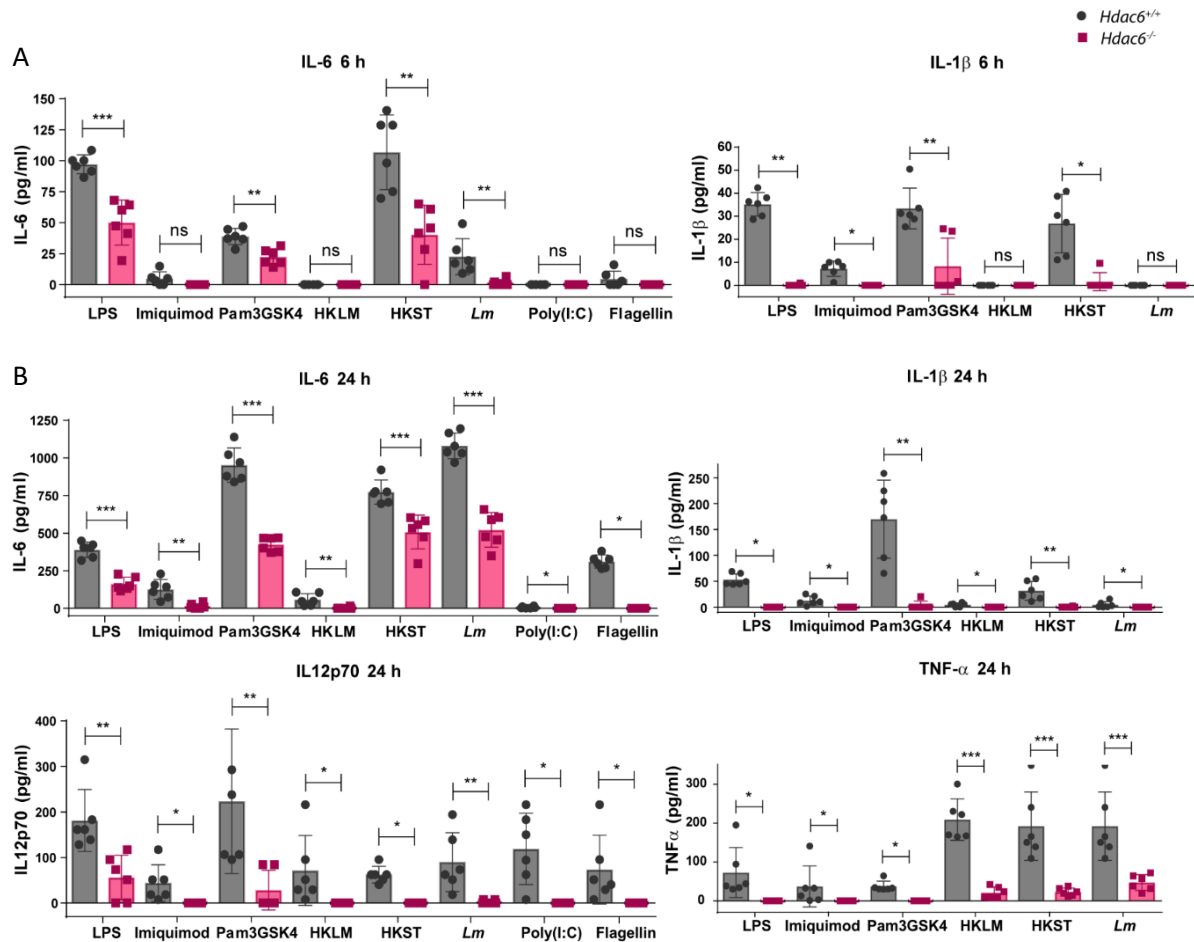 Hdac6+/+
Hdac6-/-
A
IL-6 6 h
IL-6 (pg/ml)
150
125
100
75
50
25
0
***
ns
**
ns
**
**
ns
ns
LPS Imiquimod Pam3GSK4 HKLM HKST Lm Poly(I:C) Flagellin
IL-1β 6 h
IL-1β (pg/ml)
60
50
40
30
20
10
0
**
*
**
ns
*
ns
LPS Imiquimod Pam3GSK4 HKLM HKST Lm
B
IL-6 24 h
IL-6 (pg/ml)
1250
1000
750
500
250
0
***
**
***
**
***
***
*
*
LPS Imiquimod Pam3GSK4 HKLM HKST Lm Poly(I:C) Flagellin
IL-1β 24 h
IL-1β (pg/ml)
250
200
150
100
50
0
*
*
**
*
**
*
LPS Imiquimod Pam3GSK4 HKLM HKST Lm
IL12p70 24 h
IL12p70 (pg/ml)
400
300
200
100
0
**
*
**
*
*
**
*
*
LPS Imiquimod Pam3GSK4 HKLM HKST Lm Poly(I:C) Flagellin
TNF-α 24 h
TNFα (pg/ml)
300
200
100
0
*
*
*
***
***
***
LPS Imiquimod Pam3GSK4 HKLM HKST Lm